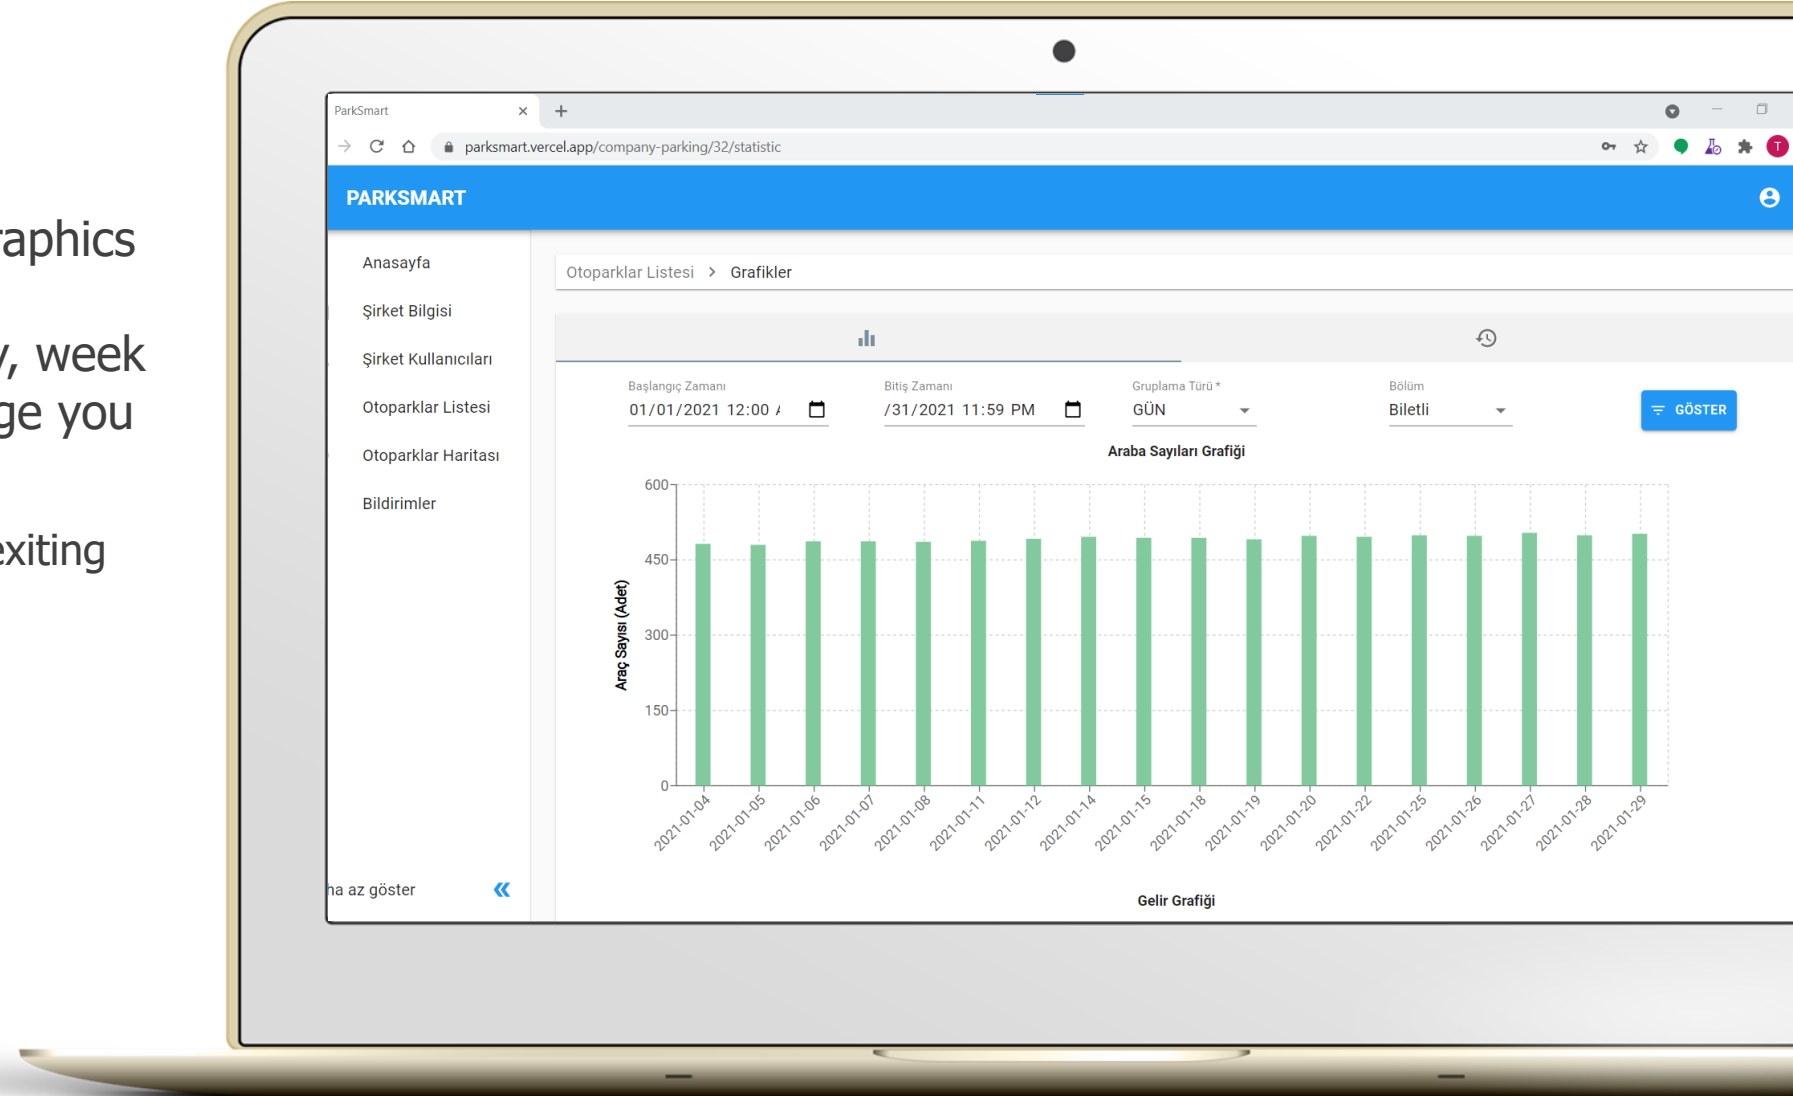 raphics
, week
ge you
exiting
ParkSmart
parksmart.vercel.app/company-parking/32/statistic
T
PARKSMART
Anasayfa
Şirket Bilgisi
Şirket Kullanıcıları
Otoparklar Listesi
Otoparklar Haritası
Bildirimler
ha az göster
Otoparklar Listesi > Grafikler
Başlangıç Zamanı
01/01/2021 12:00
Bitiş Zamanı
/31/2021 11:59 PM
Gruplama Türü *
GÜN
Bölüm
Biletli
GÖSTER
Araba Sayıları Grafiği
Araç Sayısı (Adet)
600
450
300
150
0
2021-01-04
2021-01-05
2021-01-06
2021-01-07
2021-01-08
2021-01-11
2021-01-12
2021-01-14
2021-01-15
2021-01-18
2021-01-19
2021-01-20
2021-01-22
2021-01-25
2021-01-26
2021-01-27
2021-01-28
2021-01-29
Gelir Grafiği